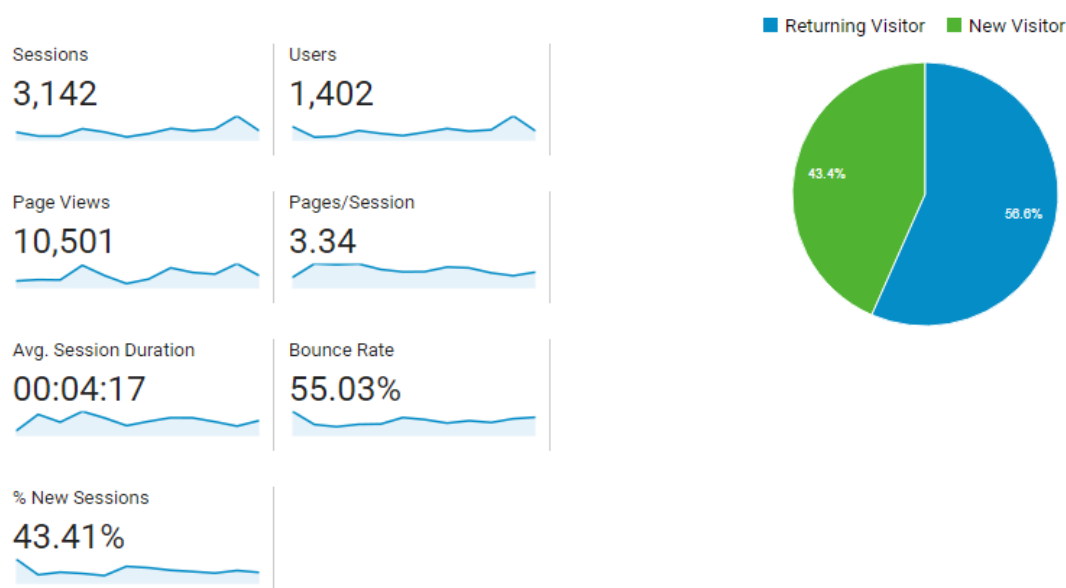 Returning Visitor
New Visitor
Sessions
3,142
Users
1,402
Page Views
10,501
Pages/Session
3.34
43.4%
56.6%
Avg. Session Duration
00:04:17
Bounce Rate
55.03%
% New Sessions
43.41%